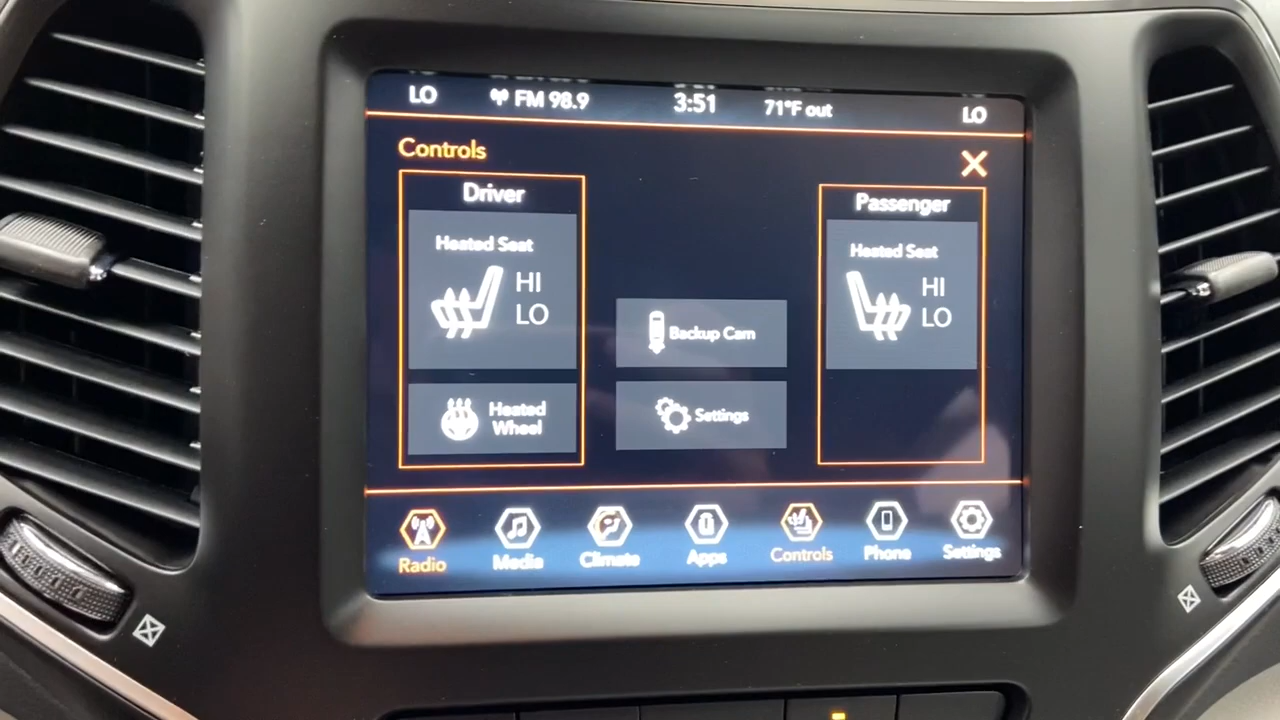 LO FM 98.9 3:51 71°F out LO
Controls
Driver
Heated Seat
HI
LO
Heated
Wheel
Backup Cam
Settings
Passenger
Heated Seat
HI
LO
Radio Media Climate Apps Controls Phone Settings